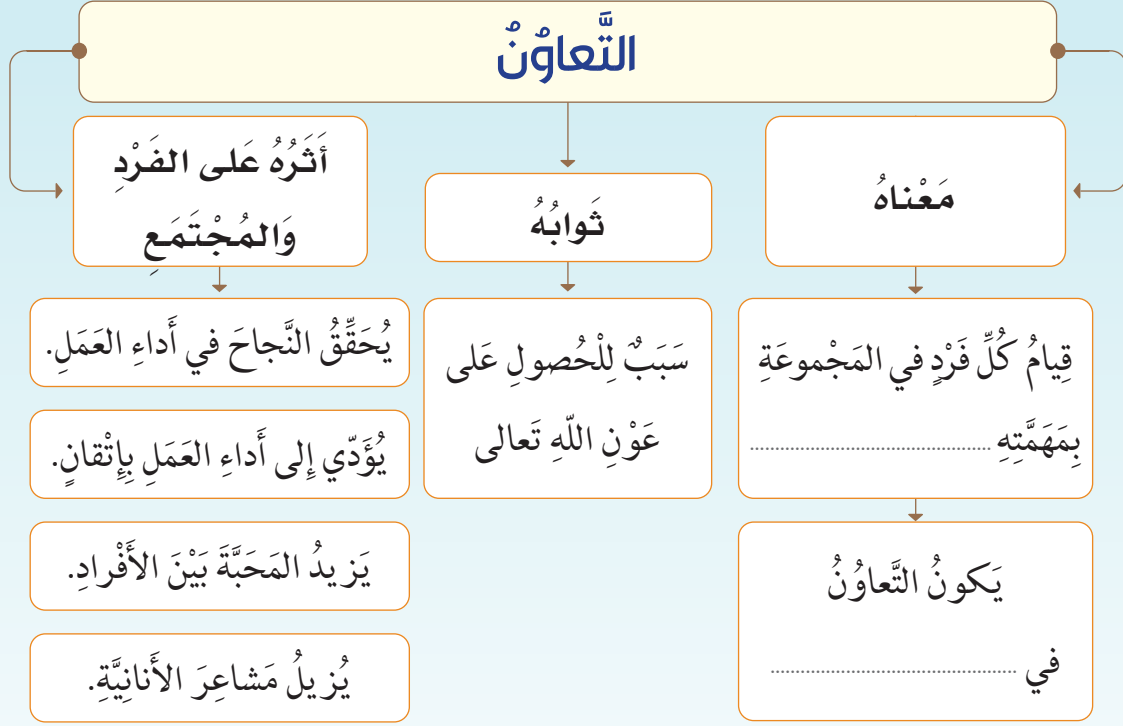 التَّعاوُنُ
مَعْناهُ
قِيامُ كُلِّ فَرْدٍ في المَجْموعَةِ
بِمَهَمَّتِهِ ........................................
يَكونُ التَّعاوُنُ
في ........................................
ثَوابُهُ
سَبَبٌ لِلْحُصولِ عَلى
عَوْنِ اللّهِ تَعالى
أَثَرُهُ عَلى الفَرْدِ
وَالمُجْتَمَعِ
يُحَقِّقُ النَّجاحَ في أَداءِ العَمَلِ.
يُؤَدّي إِلى أَداءِ العَمَلِ بِإِتْقانٍ.
يَزيدُ المَحَبَّةَ بَيْنَ الأَفْرادِ.
يُزيلُ مَشاعِرَ الأَنانِيَّةِ.